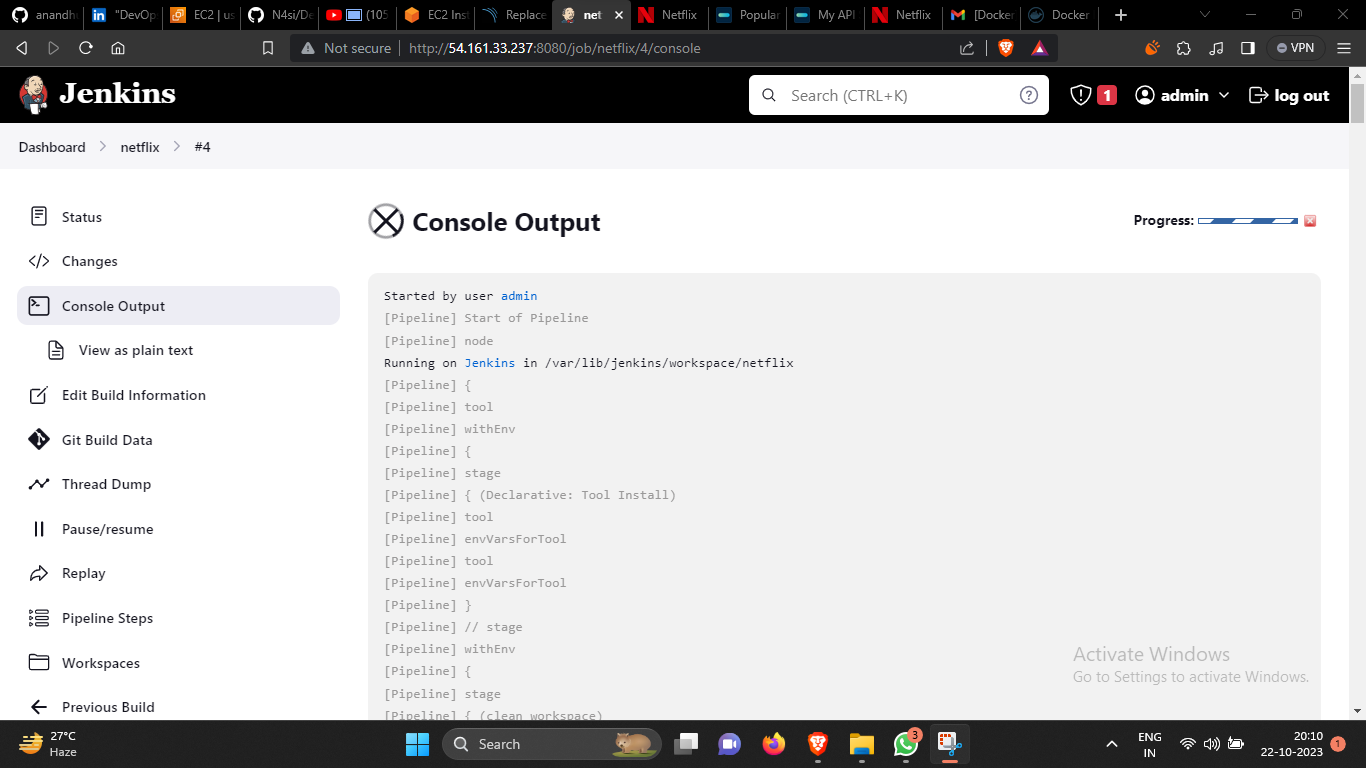 anandh
"DevOp
EC2 | us
N4si/De
(105
EC2 Inst
Replace
net
Netflix
Popular
My API
Netflix
[Docker
Docker
Not secure
http://54.161.33.237:8080/job/netflix/4/console
VPN
Jenkins
Search (CTRL+K)
1
admin
log out
Dashboard > netflix > #4
Status
Changes
Console Output
View as plain text
Edit Build Information
Git Build Data
Thread Dump
Pause/resume
Replay
Pipeline Steps
Workspaces
Previous Build
Console Output
Progress:
Started by user admin
[Pipeline] Start of Pipeline
[Pipeline] node
Running on Jenkins in /var/lib/jenkins/workspace/netflix
[Pipeline] {
[Pipeline] tool
[Pipeline] withEnv
[Pipeline] {
[Pipeline] stage
[Pipeline] { (Declarative: Tool Install)
[Pipeline] tool
[Pipeline] envVarsForTool
[Pipeline] tool
[Pipeline] envVarsForTool
[Pipeline] }
[Pipeline] // stage
[Pipeline] withEnv
[Pipeline] {
[Pipeline] stage
[Pipeline] { (clean workspace)
Activate Windows
Go to Settings to activate Windows.
27°C
Haze
Search
3
ENG
IN
20:10
22-10-2023
1